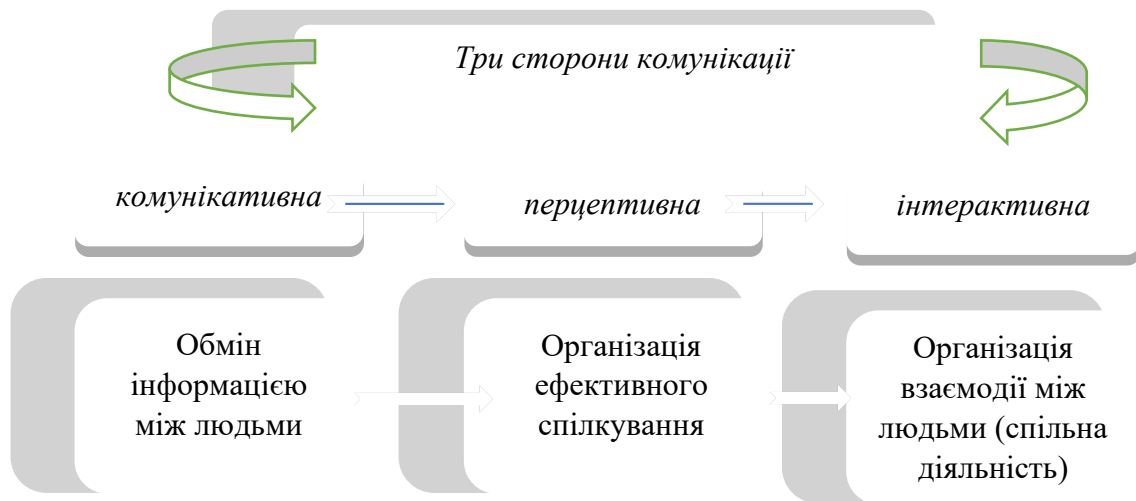 Три сторони комунікації
комунікативна
перцептивна
інтерактивна
Обмін
інформацією
між людьми
Організація
ефективного
спілкування
Організація
взаємодії між
людьми (спільна
діяльність)